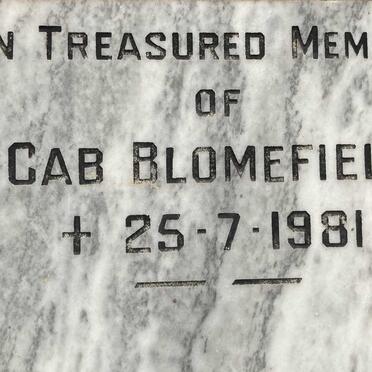 N TREASURED MEM
OF
CAB BLOMEFIEL
+ 25-7-1981